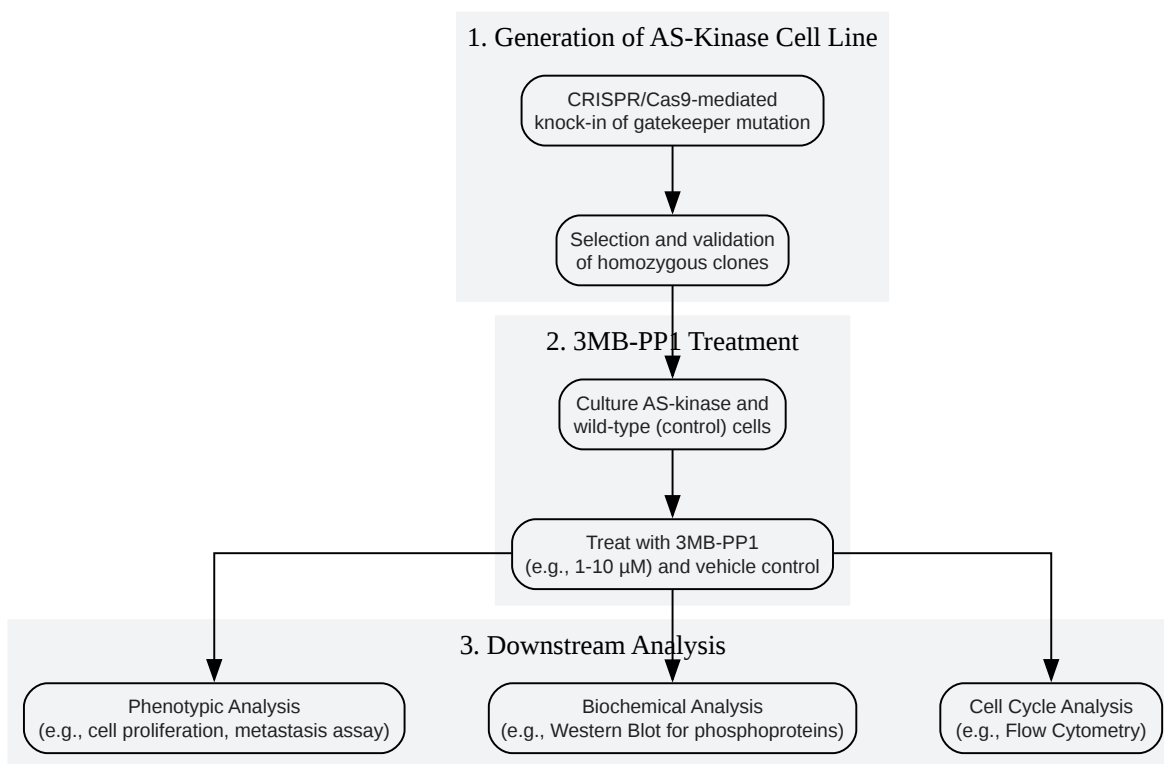 1. Generation of AS-Kinase Cell Line
CRISPR/Cas9-mediated
knock-in of gatekeeper mutation
Selection and validation
of homozygous clones
2. 3MB-PP1 Treatment
Culture AS-kinase and
wild-type (control) cells
Treat with 3MB-PP1
(e.g., 1-10 µM) and vehicle control
3. Downstream Analysis
Phenotypic Analysis
(e.g., cell proliferation, metastasis assay)
Biochemical Analysis
(e.g., Western Blot for phosphoproteins)
Cell Cycle Analysis
(e.g., Flow Cytometry)